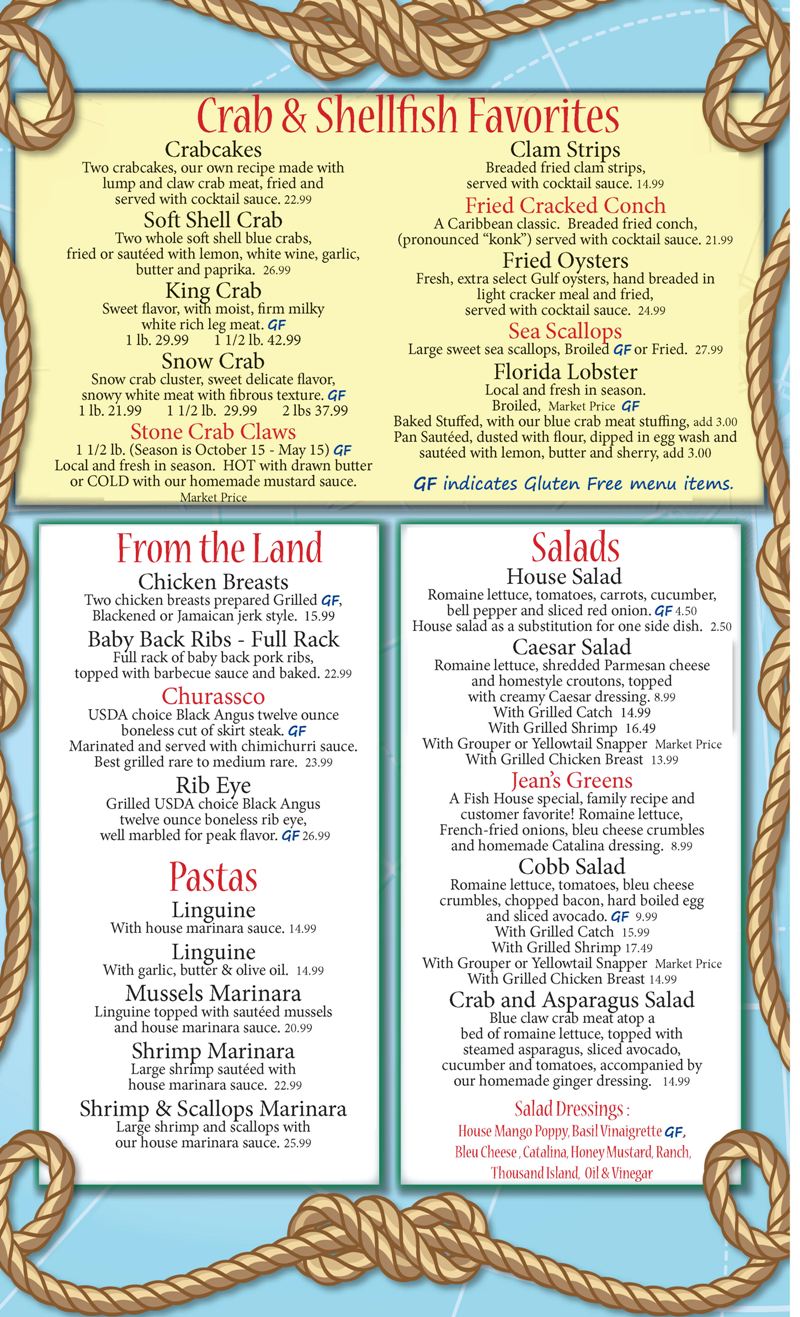 Crab & Shellfish Favorites
Crabcakes
Two crabcakes, our own recipe made with
lump and claw crab meat, fried and
served with cocktail sauce. 22.99
Soft Shell Crab
Two whole soft shell blue crabs,
fried or sautéed with lemon, white wine, garlic,
butter and paprika. 26.99
King Crab
Sweet flavor, with moist, firm milky
white rich leg meat. GF
1 lb. 29.99 1 1/2 lb. 42.99
Snow Crab
Snow crab cluster, sweet delicate flavor,
snowy white meat with fibrous texture. GF
1 lb. 21.99 1 1/2 lb. 29.99 2 lbs 37.99
Stone Crab Claws
1 1/2 lb. (Season is October 15 - May 15) GF
Local and fresh in season. HOT with drawn butter
or COLD with our homemade mustard sauce.
Market Price
Clam Strips
Breaded fried clam strips,
served with cocktail sauce. 14.99
Fried Cracked Conch
A Caribbean classic. Breaded fried conch,
(pronounced “konk”) served with cocktail sauce. 21.99
Fried Oysters
Fresh, extra select Gulf oysters, hand breaded in
light cracker meal and fried,
served with cocktail sauce. 24.99
Sea Scallops
Large sweet sea scallops, Broiled GF or Fried. 27.99
Florida Lobster
Local and fresh in season.
Broiled, Market Price GF
Baked Stuffed, with our blue crab meat stuffing, add 3.00
Pan Sautéed, dusted with flour, dipped in egg wash and
sautéed with lemon, butter and sherry, add 3.00
GF indicates Gluten Free menu items.
From the Land
Chicken Breasts
Two chicken breasts prepared Grilled GF,
Blackened or Jamaican jerk style. 15.99
Baby Back Ribs - Full Rack
Full rack of baby back pork ribs,
topped with barbecue sauce and baked. 22.99
Churassco
USDA choice Black Angus twelve ounce
boneless cut of skirt steak. GF
Marinated and served with chimichurri sauce.
Best grilled rare to medium rare. 23.99
Rib Eye
Grilled USDA choice Black Angus
twelve ounce boneless rib eye,
well marbled for peak flavor. GF 26.99
Pastas
Linguine
With house marinara sauce. 14.99
Linguine
With garlic, butter & olive oil. 14.99
Mussels Marinara
Linguine topped with sautéed mussels
and house marinara sauce. 20.99
Shrimp Marinara
Large shrimp sautéed with
house marinara sauce. 22.99
Shrimp & Scallops Marinara
Large shrimp and scallops with
our house marinara sauce. 25.99
Salads
House Salad
Romaine lettuce, tomatoes, carrots, cucumber,
bell pepper and sliced red onion. GF 4.50
House salad as a substitution for one side dish. 2.50
Caesar Salad
Romaine lettuce, shredded Parmesan cheese
and homestyle croutons, topped
with creamy Caesar dressing. 8.99
With Grilled Catch 14.99
With Grilled Shrimp 16.49
With Grouper or Yellowtail Snapper Market Price
With Grilled Chicken Breast 13.99
Jean’s Greens
A Fish House special, family recipe and
customer favorite! Romaine lettuce,
French-fried onions, bleu cheese crumbles
and homemade Catalina dressing. 8.99
Cobb Salad
Romaine lettuce, tomatoes, bleu cheese
crumbles, chopped bacon, hard boiled egg
and sliced avocado. GF 9.99
With Grilled Catch 15.99
With Grilled Shrimp 17.49
With Grouper or Yellowtail Snapper Market Price
With Grilled Chicken Breast 14.99
Crab and Asparagus Salad
Blue claw crab meat atop a
bed of romaine lettuce, topped with
steamed asparagus, sliced avocado,
cucumber and tomatoes, accompanied by
our homemade ginger dressing. 14.99
Salad Dressings :
House Mango Poppy, Basil Vinaigrette GF,
Bleu Cheese , Catalina, Honey Mustard, Ranch,
Thousand Island, Oil & Vinegar